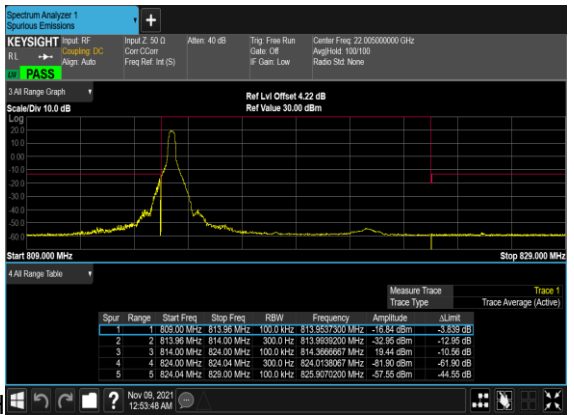 Spectrum Analyzer 1
Spurious Emissions
KEYSIGHT Input: RF Input Z: 50 Ω Atten: 40 dB Trig: Free Run Center Freq: 22.005000000 GHz
RL Coupling: DC Corr CCorr Gate: Off Avg|Hold: 100/100
Align: Auto Freq Ref: Int (S) IF Gain: Low Radio Std: None
PASS
3 All Range Graph
Ref Lvl Offset 4.22 dB
Scale/Div 10.0 dB Ref Value 30.00 dBm
Log
20.0
10.0
0.00
-10.0
-20.0
-30.0
-40.0
-50.0
-60.0
Start 809.000 MHz Stop 829.000 MHz
4 All Range Table
Measure Trace Trace 1
Trace Type Trace Average (Active)
Spur Range Start Freq Stop Freq RBW Frequency Amplitude ΔLimit
1 1 809.00 MHz 813.96 MHz 100.0 kHz 813.9537300 MHz -16.84 dBm -3.839 dB
2 2 813.96 MHz 814.00 MHz 300.0 Hz 813.9939200 MHz -32.95 dBm -12.95 dB
3 3 814.00 MHz 824.00 MHz 100.0 kHz 814.3666667 MHz 19.44 dBm -10.56 dB
4 4 824.00 MHz 824.04 MHz 300.0 Hz 824.0138067 MHz -81.90 dBm -61.90 dB
5 5 824.04 MHz 829.00 MHz 100.0 kHz 825.9070200 MHz -57.55 dBm -44.55 dB
Nov 09, 2021
12:53:48 AM